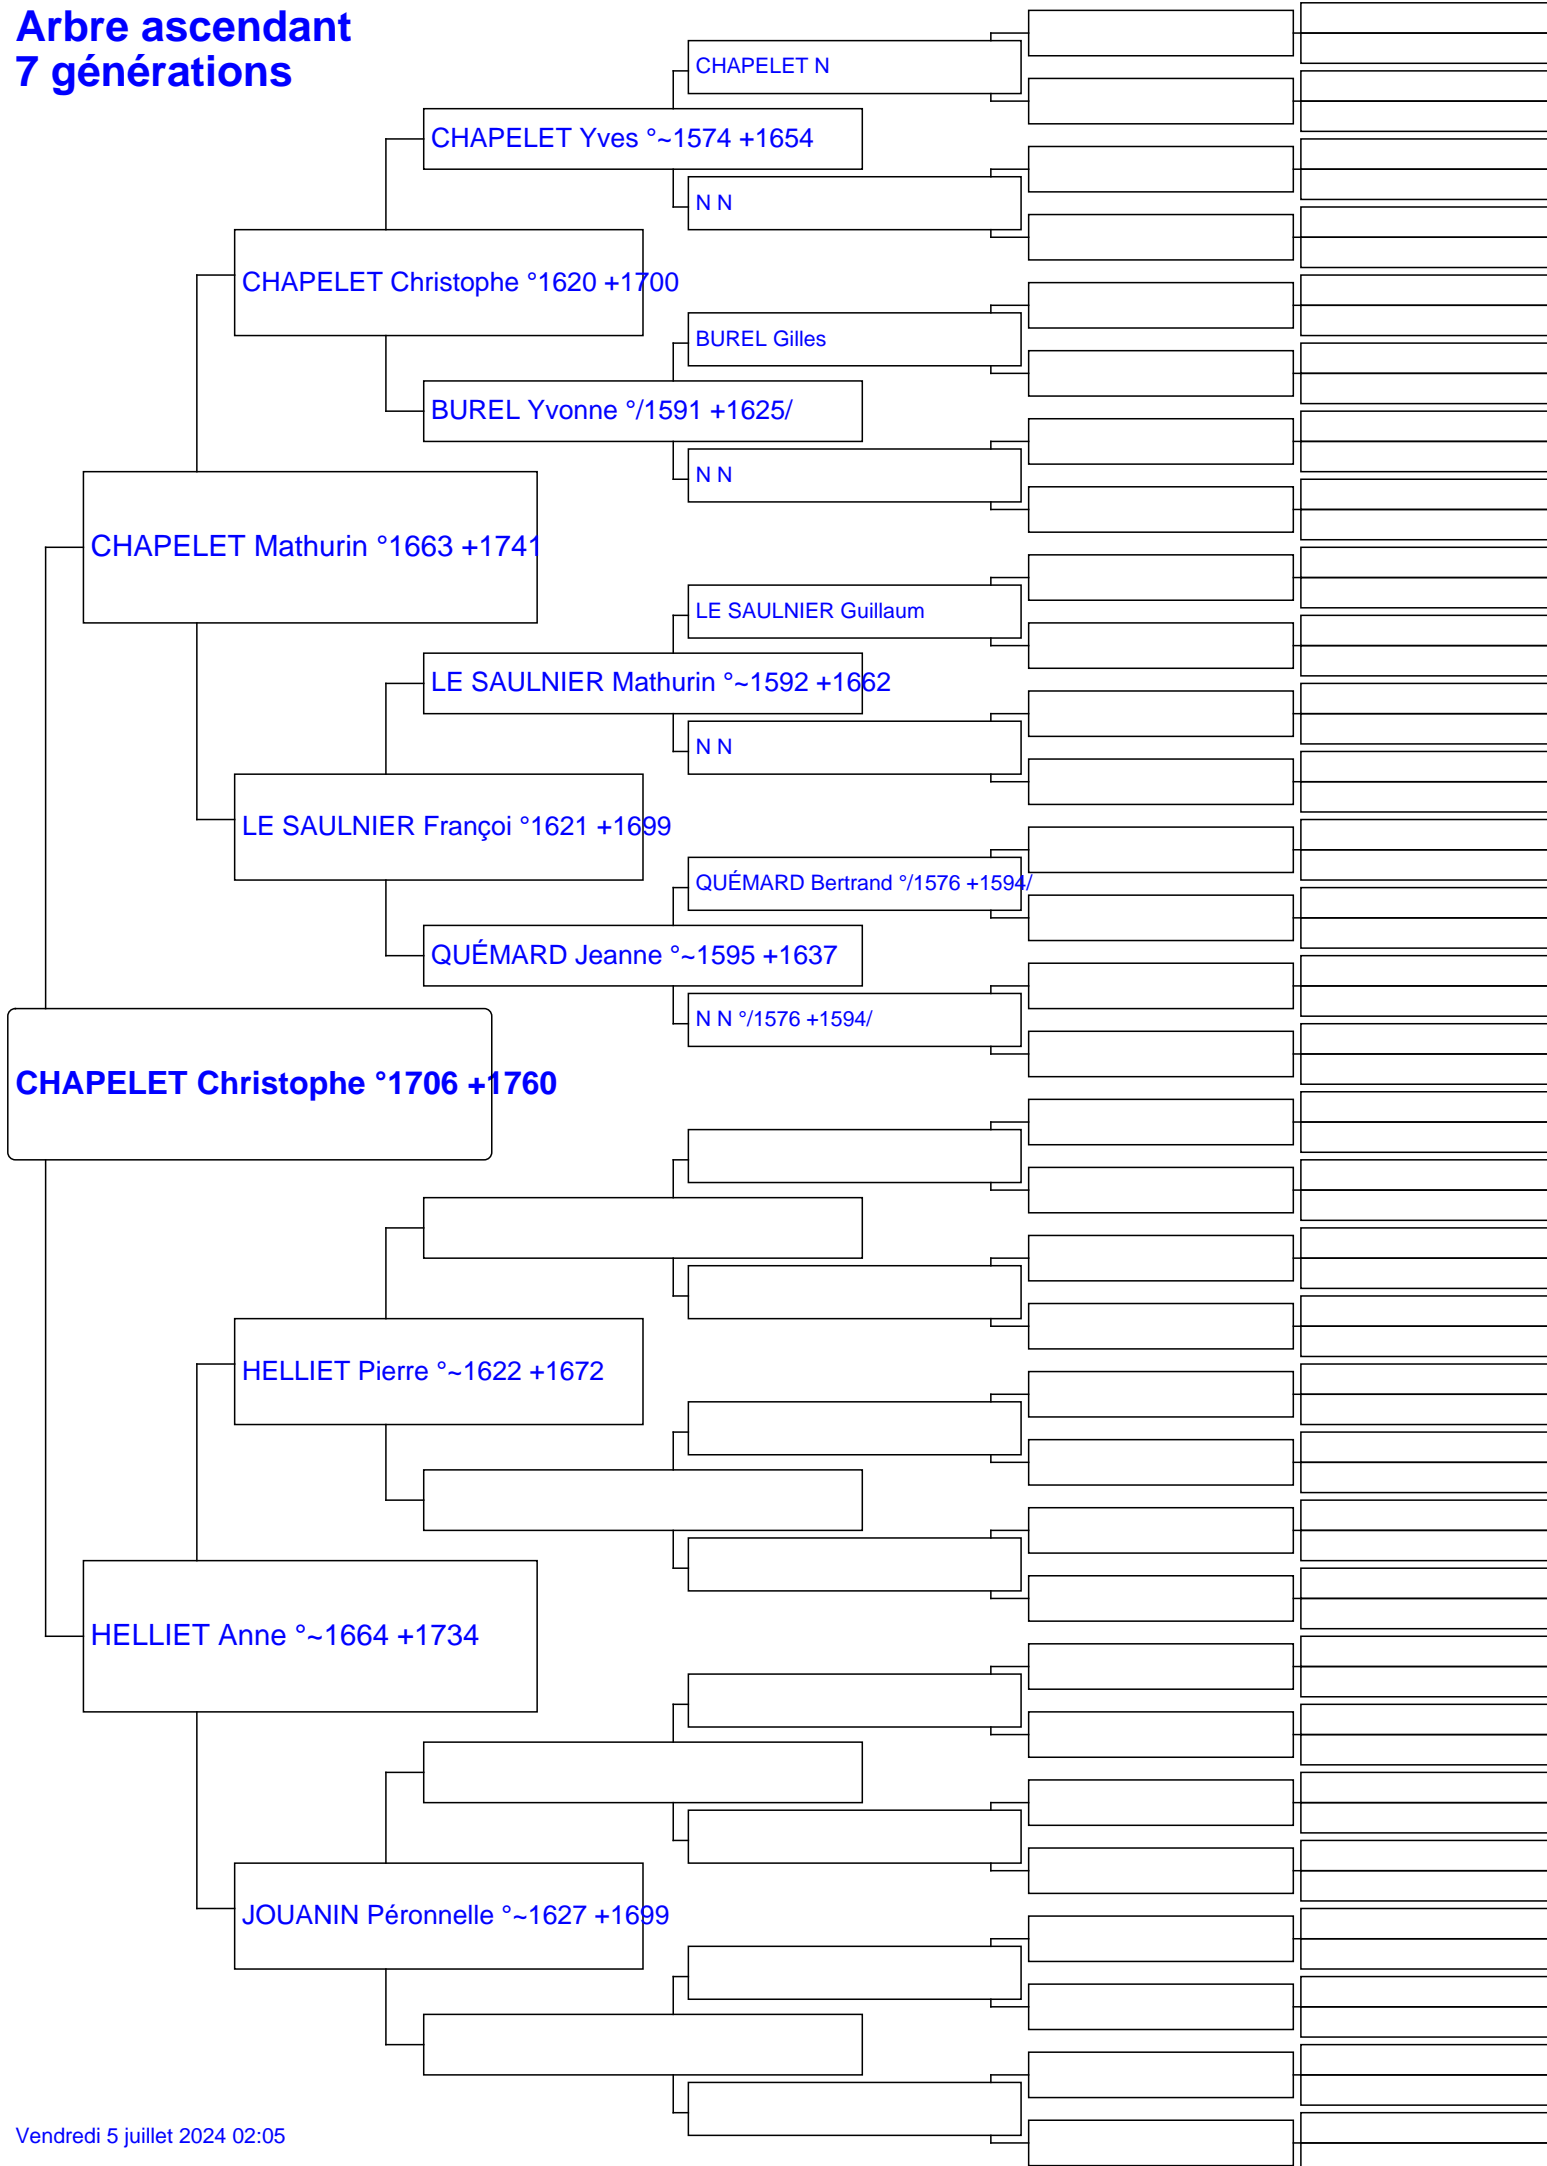 Arbre ascendant
7 générations
CHAPELET N
CHAPELET Yves °~1574 +1654
N N
CHAPELET Christophe °1620 +1700
BUREL Gilles
BUREL Yvonne °/1591 +1625/
N N
CHAPELET Mathurin °1663 +1741
LE SAULNIER Guillaum
LE SAULNIER Mathurin °~1592 +1662
N N
LE SAULNIER Françoi °1621 +1699
QUÉMARD Bertrand °/1576 +1594/
QUÉMARD Jeanne °~1595 +1637
N N °/1576 +1594/
CHAPELET Christophe °1706 +1760
HELLIET Pierre °~1622 +1672
HELLIET Anne °~1664 +1734
JOUANIN Péronnelle °~1627 +1699
Vendredi 5 juillet 2024 02:05